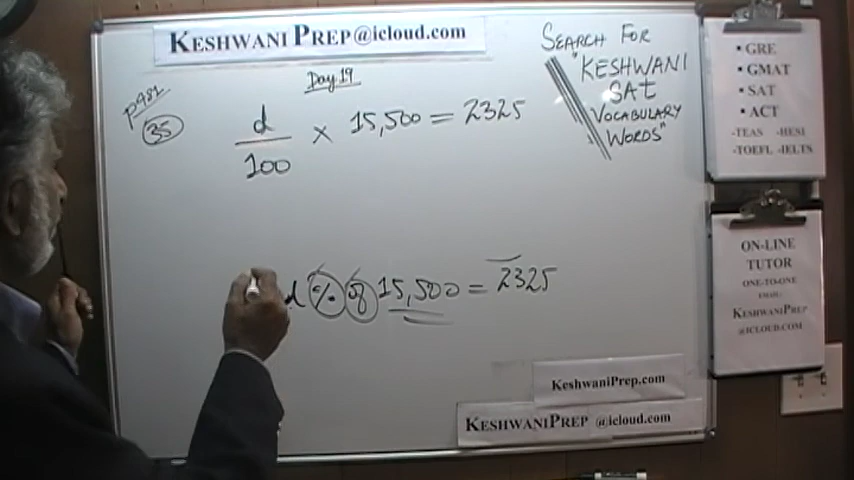 KESHWANI PREP@icloud.com
Day 19
p981
35
d
100
× 15,500 = 2325
d % of 15,500 = 2325
SEARCH FOR
"KESHWANI
SAt
VOCABULARY
WORDS"
• GRE
• GMAT
• SAT
• ACT
-TEAS -HESI
-TOEFL -IELTS
ON-LINE
TUTOR
ONE-TO-ONE
EMAIL:
KESHWANIPREP
@ICLOUD.COM
KeshwaniPrep.com
KESHWANIPREP @icloud.com